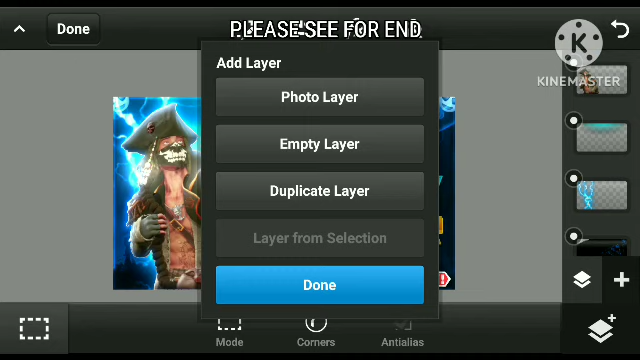 PLEASE SEE FOR END
Done
K
KINEMASTER
Add Layer
Photo Layer
Empty Layer
Duplicate Layer
Layer from Selection
Done
Mode
Corners
Antialias